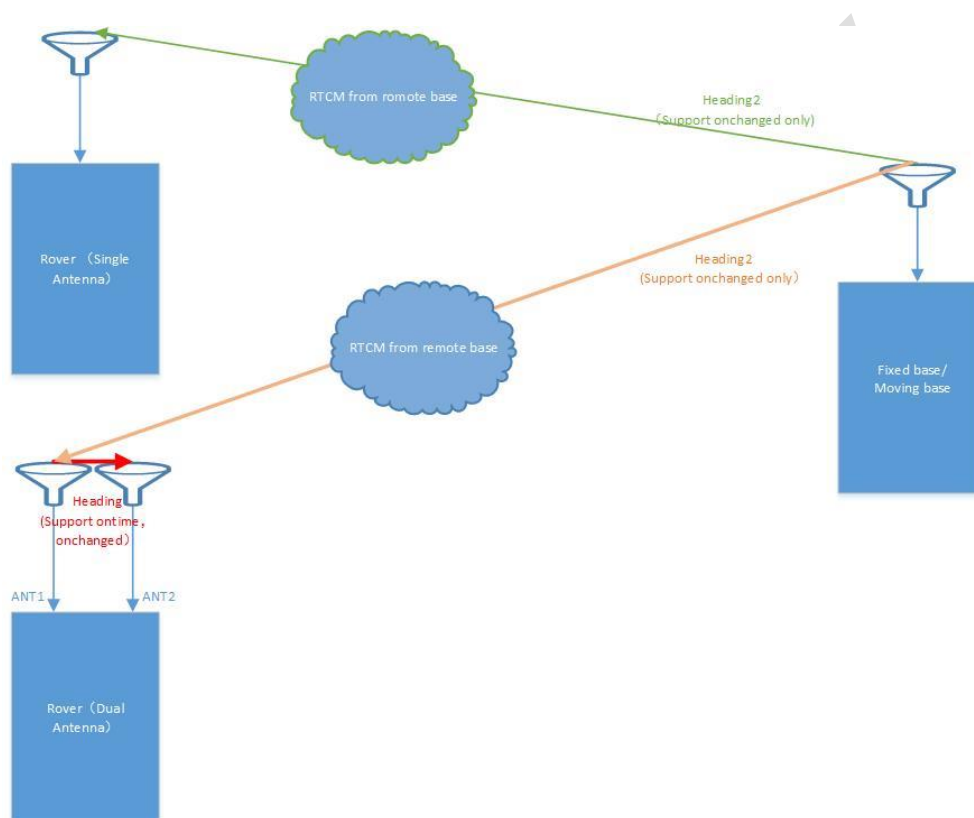 RTCM from romote base
Heading2
（Support onchanged only)
Rover （Single
Antenna）
Heading2
(Support onchanged only）
RTCM from remote base
Fixed base/
Moving base
Heading
(Support ontime，
onchanged）
ANT1
ANT2
Rover（Dual
Antenna）